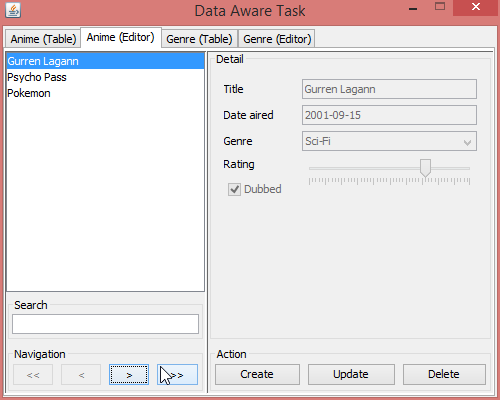 Data Aware Task
Anime (Table) Anime (Editor) Genre (Table) Genre (Editor)
Gurren Lagann
Psycho Pass
Pokemon
Search
Navigation
<< < > >>
Detail
Title Gurren Lagann
Date aired 2001-09-15
Genre Sci-Fi
Rating
Dubbed
Action
Create Update Delete